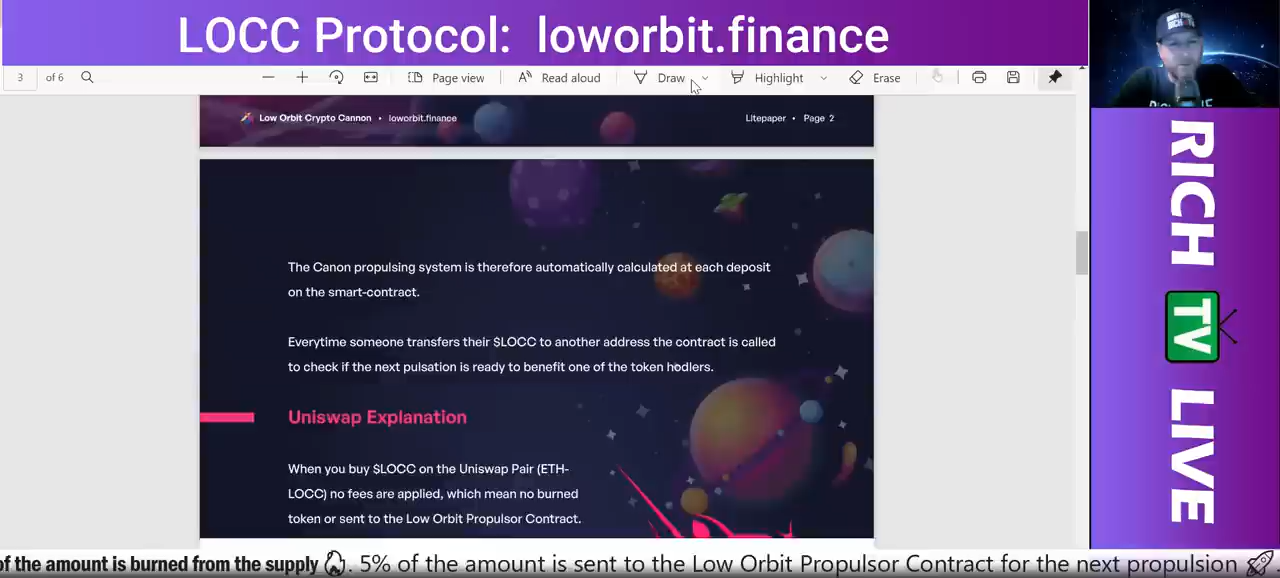 LOCC Protocol: loworbit.finance
3 of 6
Page view
Read aloud
Draw
Highlight
Erase
Low Orbit Crypto Cannon • loworbit.finance
Litepaper • Page 2
The Canon propulsing system is therefore automatically calculated at each deposit
on the smart-contract.
Everytime someone transfers their $LOCC to another address the contract is called
to check if the next pulsation is ready to benefit one of the token hodlers.
Uniswap Explanation
When you buy $LOCC on the Uniswap Pair (ETH-
LOCC) no fees are applied, which mean no burned
token or sent to the Low Orbit Propulsor Contract.
RICH TV LIVE
of the amount is burned from the supply 🔥. 5% of the amount is sent to the Low Orbit Propulsor Contract for the next propulsion 🚀.